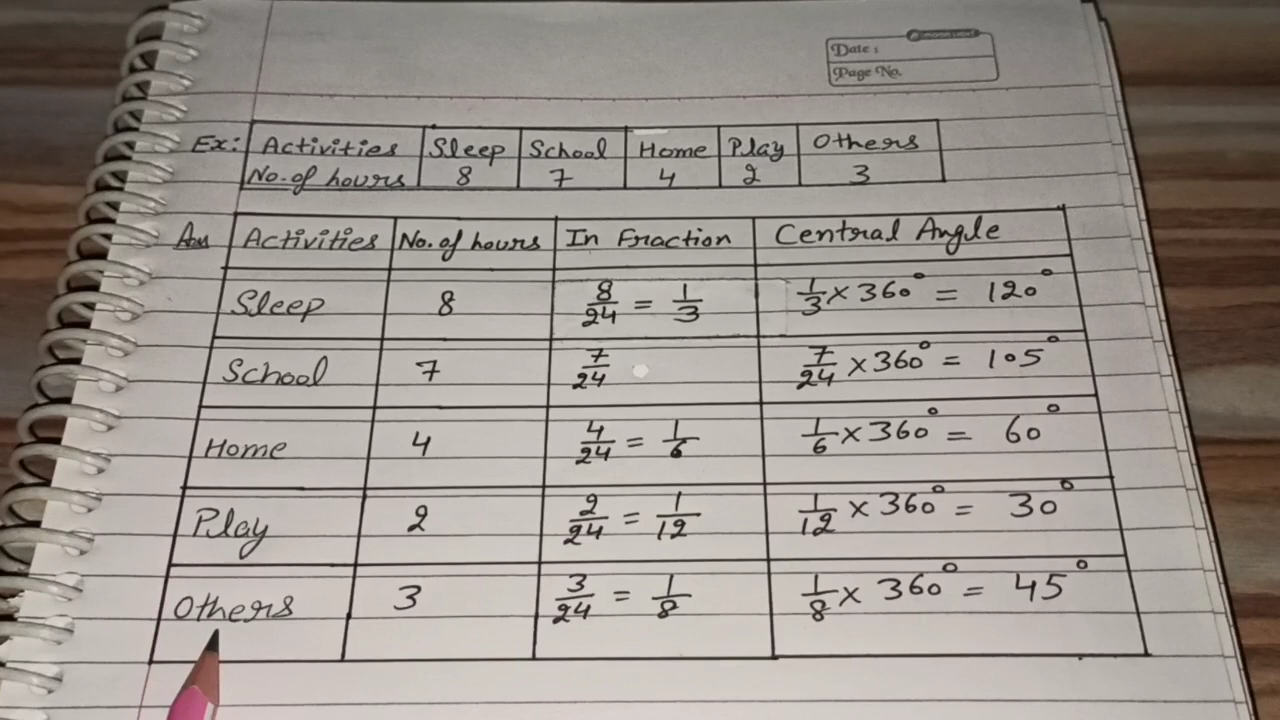 Date :
Page No.
Ex: Activities Sleep School Home Play Others
No. of hours 8 7 4 2 3
Ans Activities No. of hours In Fraction Central Angle
Sleep 8 8/24 = 1/3 1/3 × 360° = 120°
School 7 7/24 7/24 × 360° = 105°
Home 4 4/24 = 1/6 1/6 × 360° = 60°
Play 2 2/24 = 1/12 1/12 × 360° = 30°
Others 3 3/24 = 1/8 1/8 × 360° = 45°